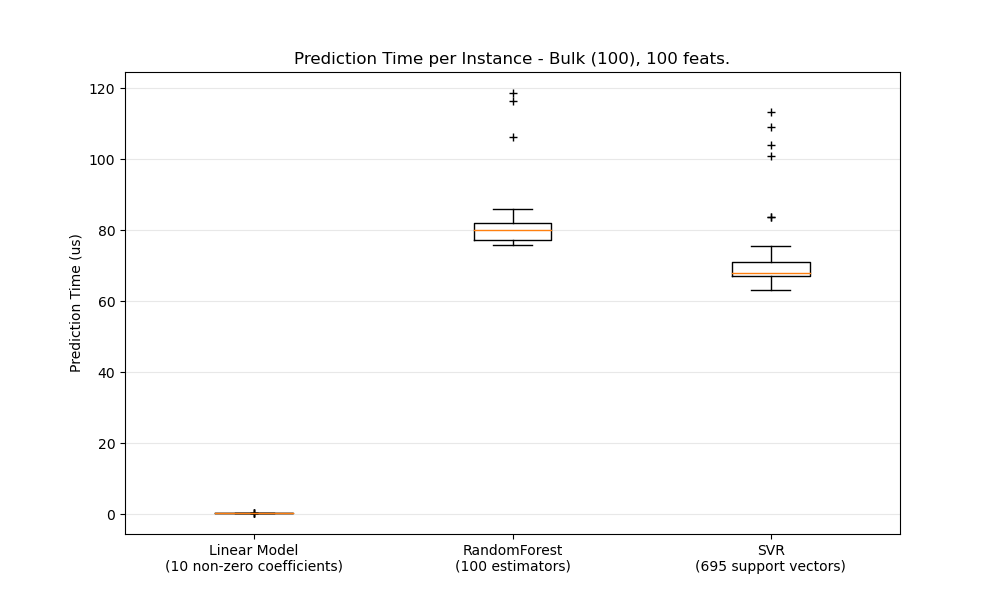 Prediction Time per Instance - Bulk (100), 100 feats.
120
100
80
60
40
20
0
Prediction Time (us)
Linear Model
(10 non-zero coefficients)
RandomForest
(100 estimators)
SVR
(695 support vectors)